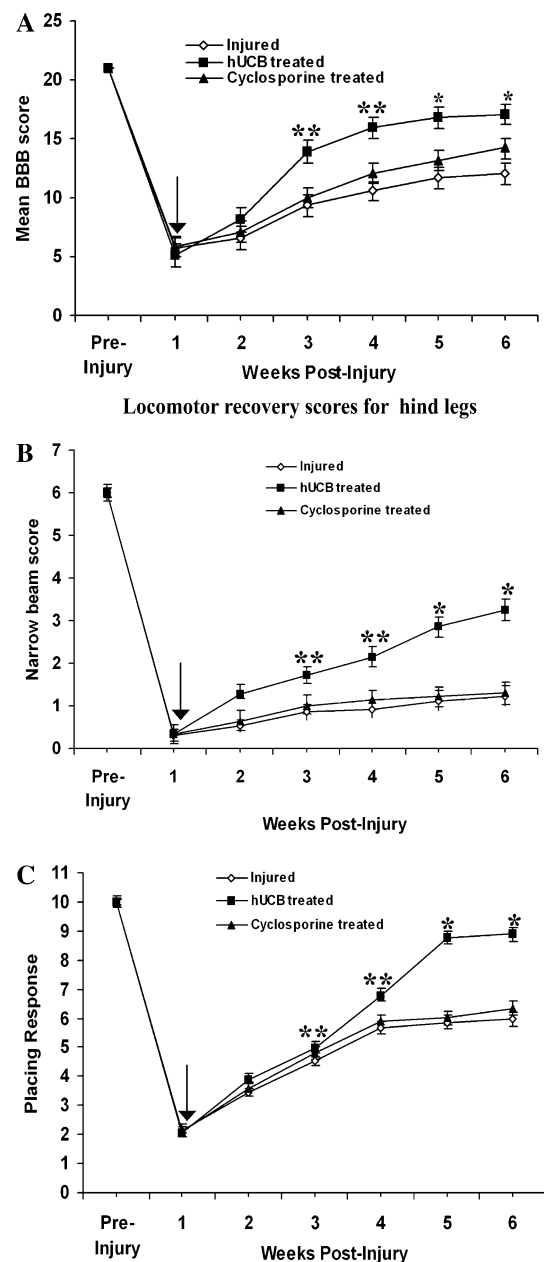 A
25
20
15
10
5
0
Mean BBB score
Injured
hUCB treated
Cyclosporine treated
** ** * *
Pre-Injury 1 2 3 4 5 6
Weeks Post-Injury
Locomotor recovery scores for hind legs
B
7
6
5
4
3
2
1
0
Narrow beam score
Injured
hUCB treated
Cyclosporine treated
** ** * *
Pre-Injury 1 2 3 4 5 6
Weeks Post-Injury
C
11
10
9
8
7
6
5
4
3
2
1
0
Placing Response
Injured
hUCB treated
Cyclosporine treated
** ** * *
Pre-Injury 1 2 3 4 5 6
Weeks Post-Injury